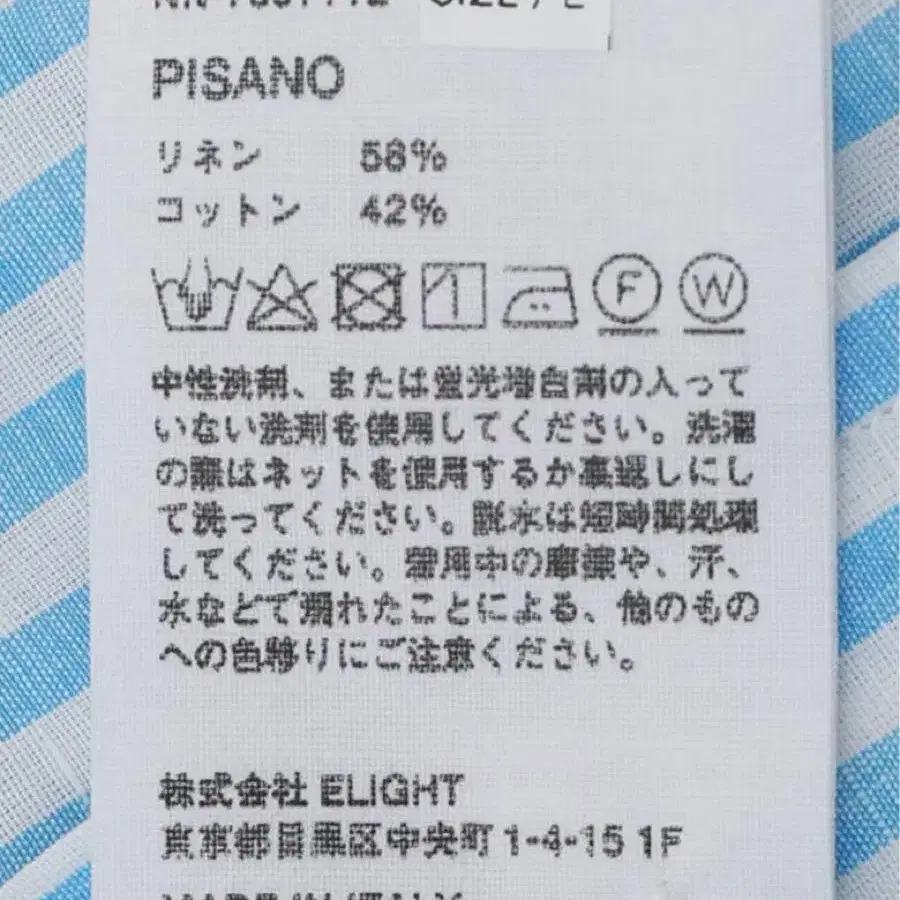 PISANO
リネン 58%
コットン 42%
F W
中性洗剤、または蛍光増白剤の入って
いない洗剤を使用してください。洗濯
の際はネットを使用するか裏返しにし
て洗ってください。脱水は短時間処理
してください。着用中の摩擦や、汗、
水などで濡れたことによる、他のもの
への色移りにご注意ください。
株式会社 ELIGHT
東京都目黒区中央町 1-4-15 1F